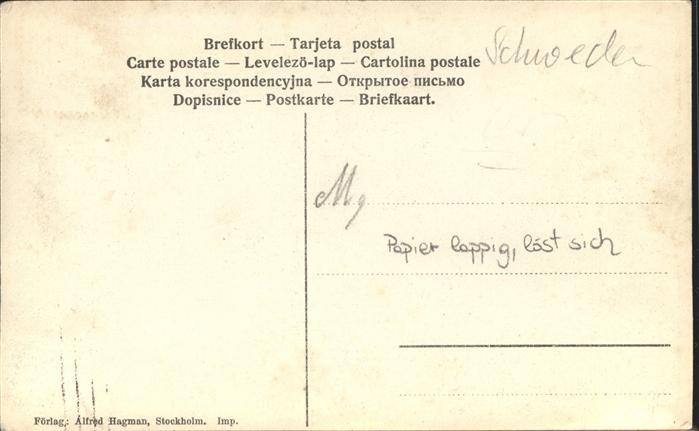 Brefkort — Tarjeta postal
Carte postale — Levelező-lap — Cartolina postale
Karta korespondencyjna — Открытое письмо
Dopisnice — Postkarte — Briefkaart.
Schweden
Papier lappig, löst sich
Förlag: Alfred Hagman, Stockholm. Imp.